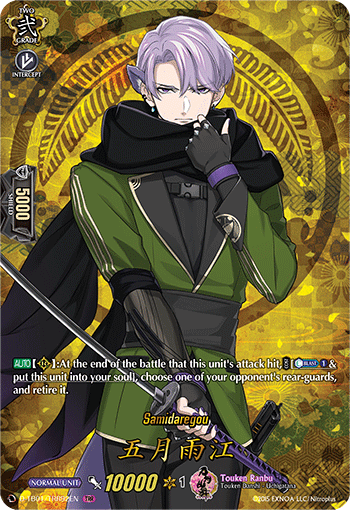 TWO
弐
GRADE
INTERCEPT
5000
SHIELD
AUTO【 】:At the end of the battle that this unit's attack hit, BLAST 1 &
put this unit into your soul], choose one of your opponent's rear-guards,
and retire it.
Samidaregou
五月雨江
NORMAL UNIT
10000 1
Touken Ranbu
Touken Danshi - Uchigatana
©2015 EXNOA LLC/Nitroplus